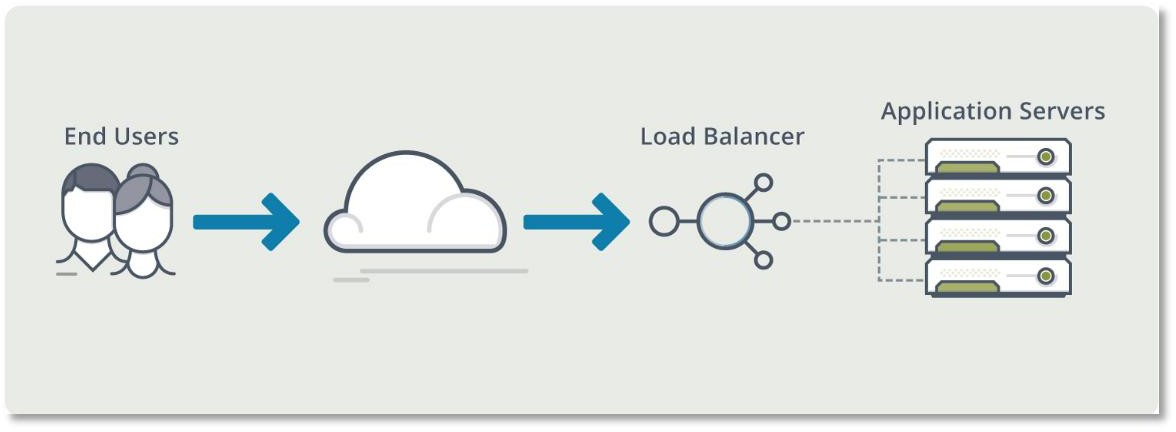 End Users
Load Balancer
Application Servers